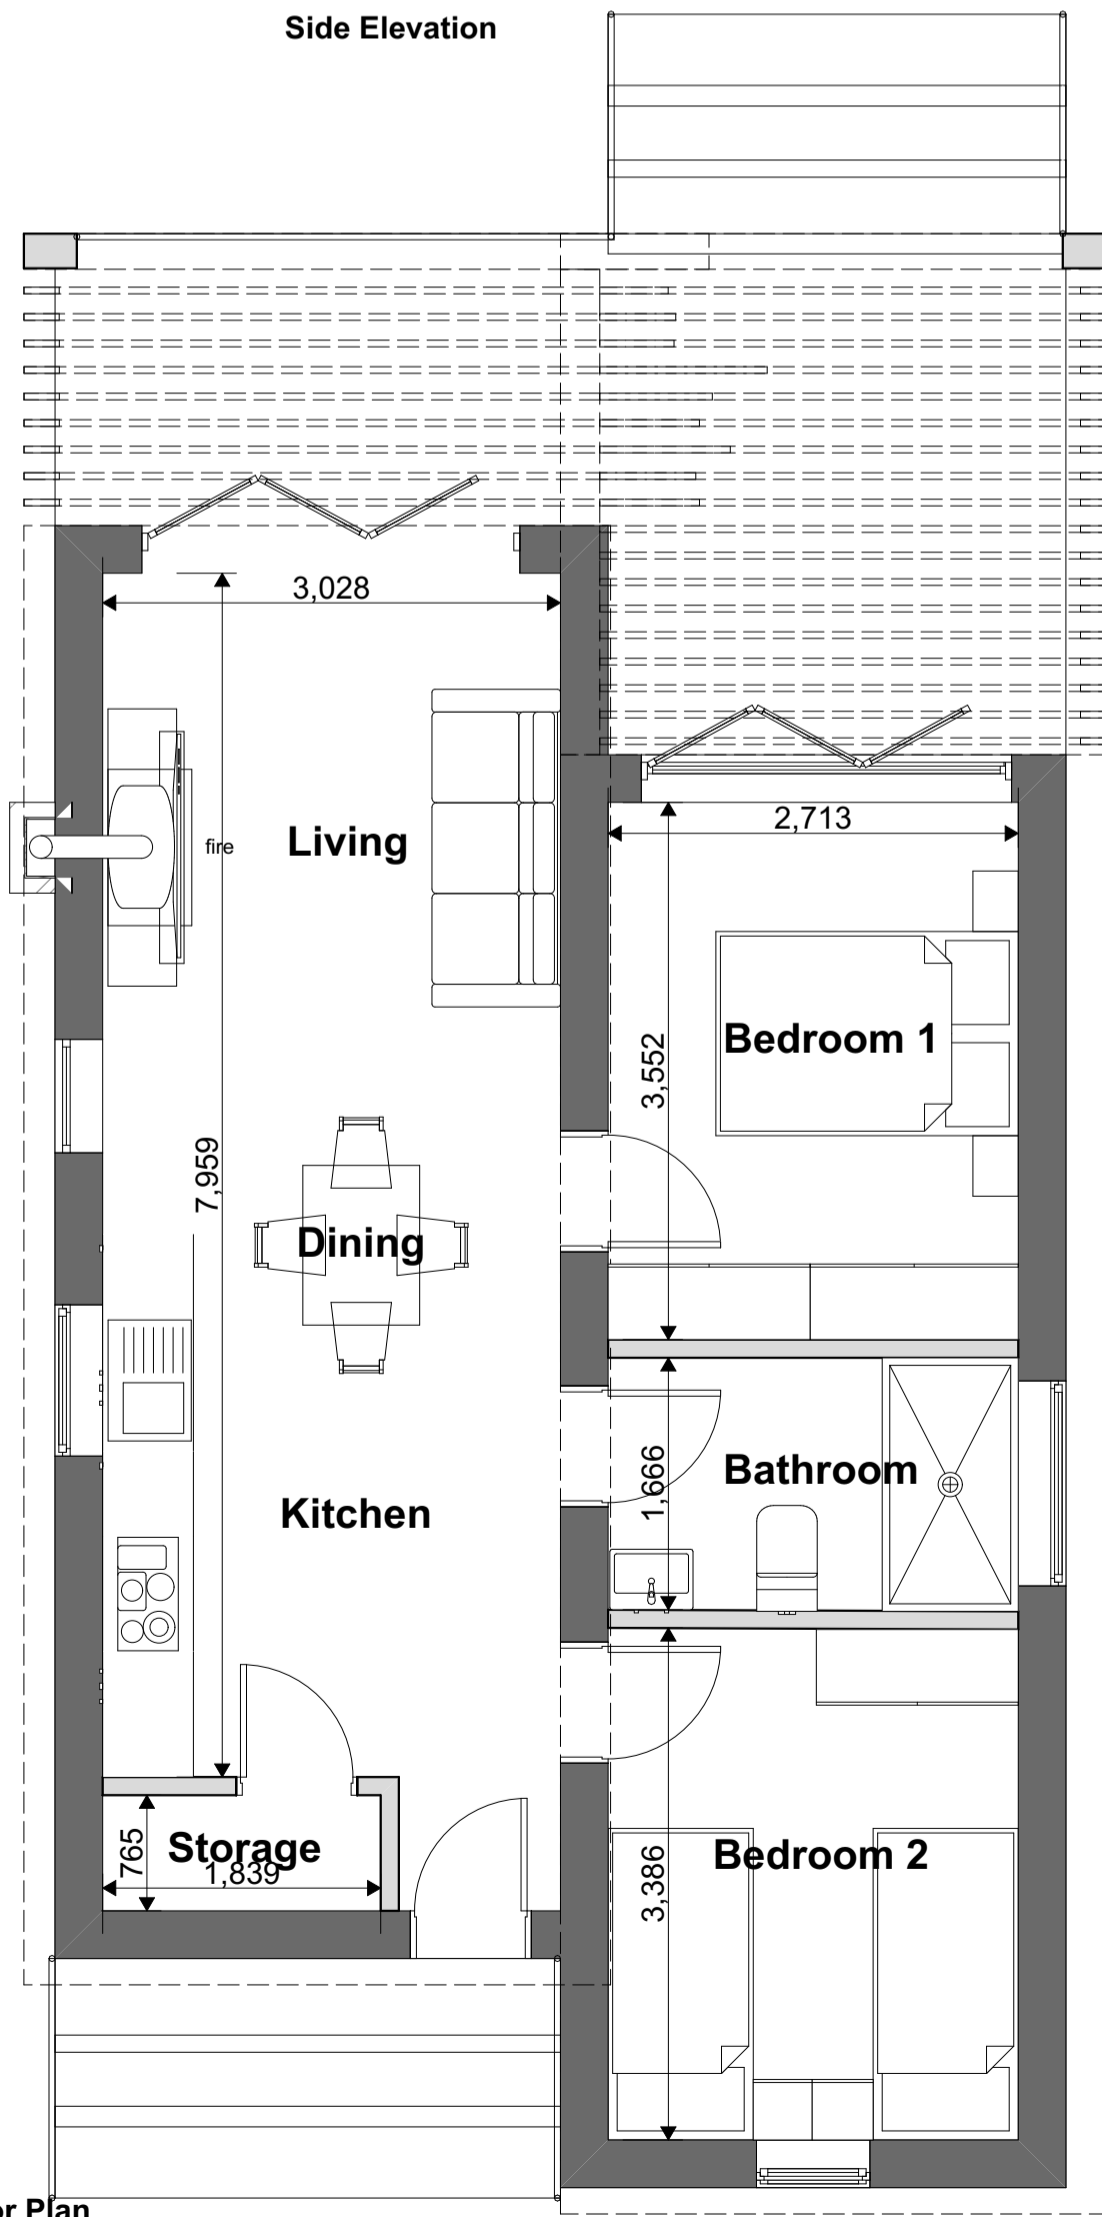 Side Elevation
3,028
2,713
fire
Living
Bedroom 1
3,552
7,959
Dining
Bathroom
1,666
Kitchen
Storage
765
1,839
Bedroom 2
3,386
or Plan